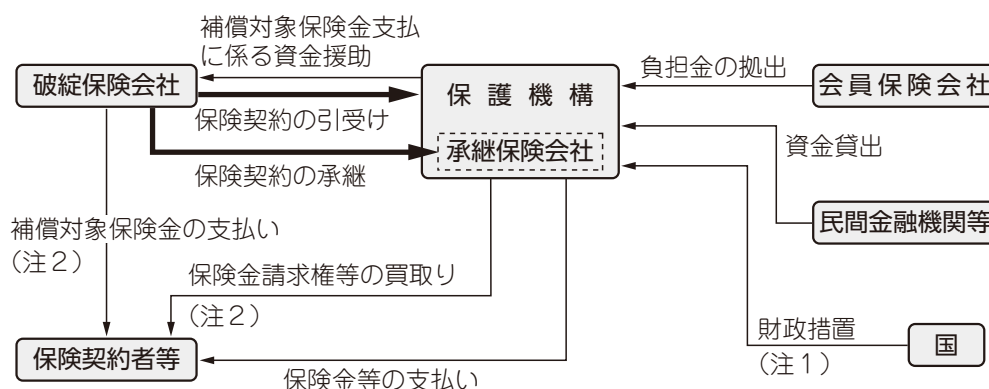 補償対象保険金支払
に係る資金援助
破綻保険会社
保険契約の引受け
保険契約の承継
保護機構
承継保険会社
負担金の拠出
会員保険会社
資金貸出
民間金融機関等
補償対象保険金の支払い
(注2)
保険金請求権等の買取り
(注2)
財政措置
(注1)
国
保険契約者等
保険金等の支払い